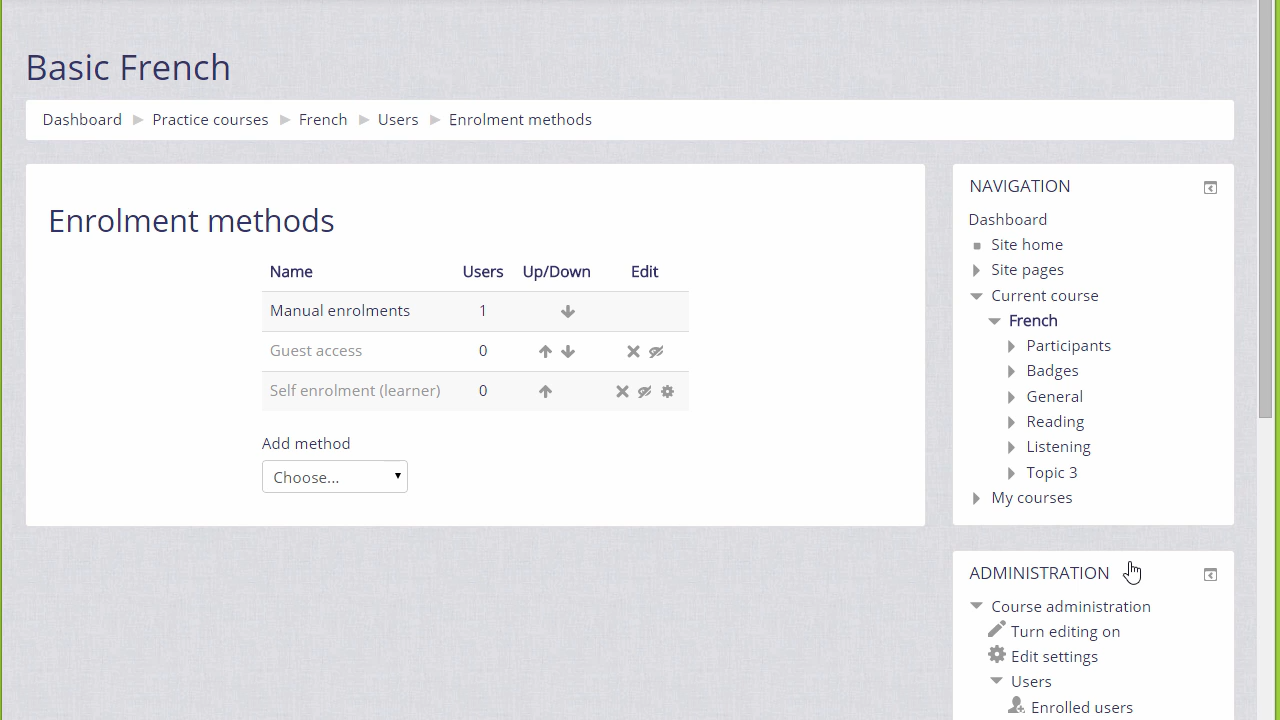 Basic French
Dashboard Practice courses French Users Enrolment methods
Enrolment methods
Name Users Up/Down Edit
Manual enrolments 1
Guest access 0
Self enrolment (learner) 0
Add method
Choose...
NAVIGATION
Dashboard
Site home
Site pages
Current course
French
Participants
Badges
General
Reading
Listening
Topic 3
My courses
ADMINISTRATION
Course administration
Turn editing on
Edit settings
Users
Enrolled users